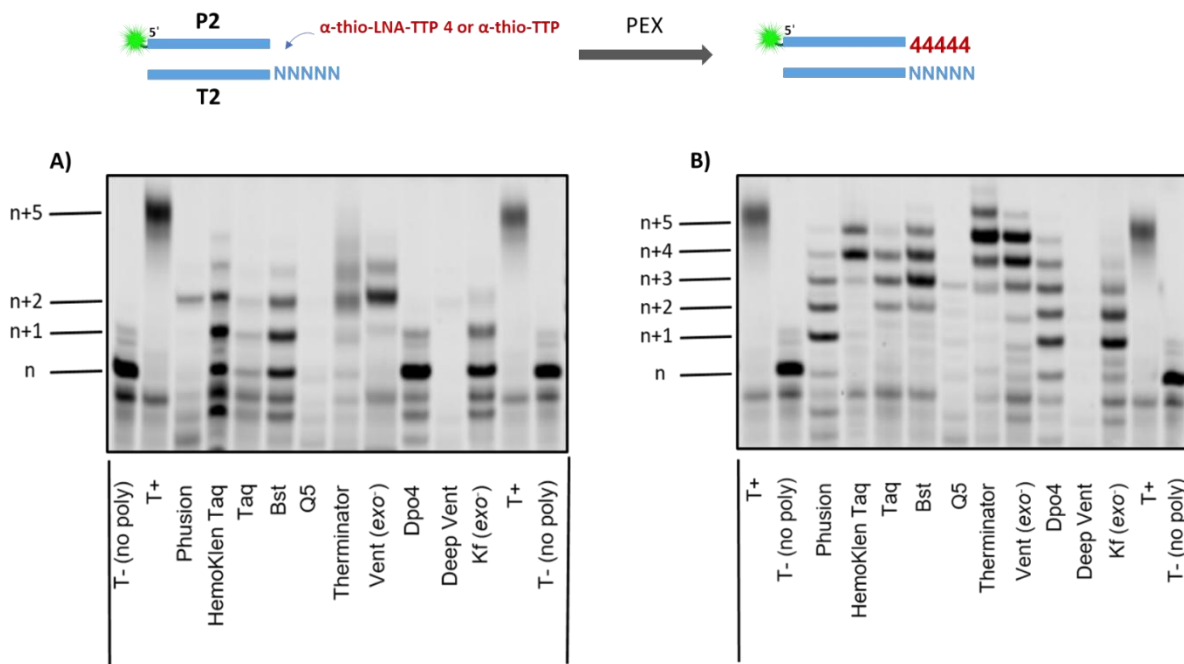 5' P2 α-thio-LNA-TTP 4 or α-thio-TTP PEX 5' 44444
NNNNN NNNNN
T2
A)
n+5
n+2
n+1
n
T- (no poly)
T+
Phusion
HemoKlen Taq
Taq
Bst
Q5
Therminator
Vent (exo-)
Dpo4
Deep Vent
Kf (exo-)
T+
T- (no poly)
B)
n+5
n+4
n+3
n+2
n+1
n
T+
T- (no poly)
Phusion
HemoKlen Taq
Taq
Bst
Q5
Therminator
Vent (exo-)
Dpo4
Deep Vent
Kf (exo-)
T+
T- (no poly)